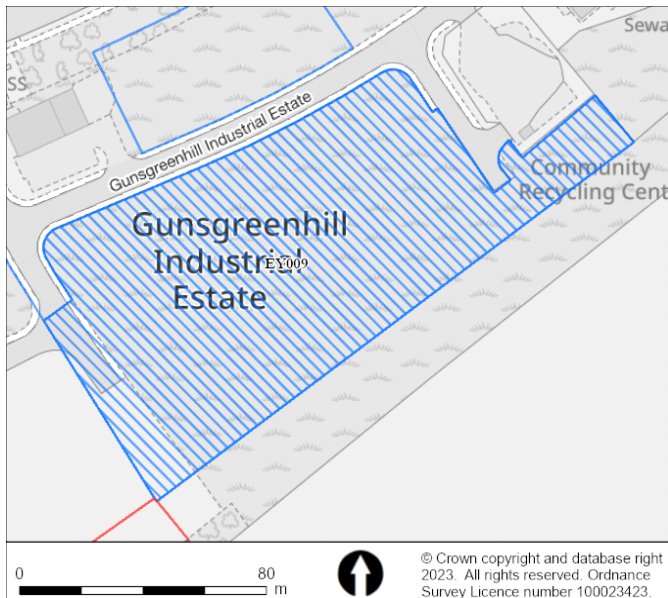 Sewa
ss
Gunsgreenhill Industrial Estate
Community
Recycling Cent
Gunsgreenhill
Industrial
EY009
Estate
0
80
m
© Crown copyright and database right
2023. All rights reserved. Ordnance
Survey Licence number 100023423.